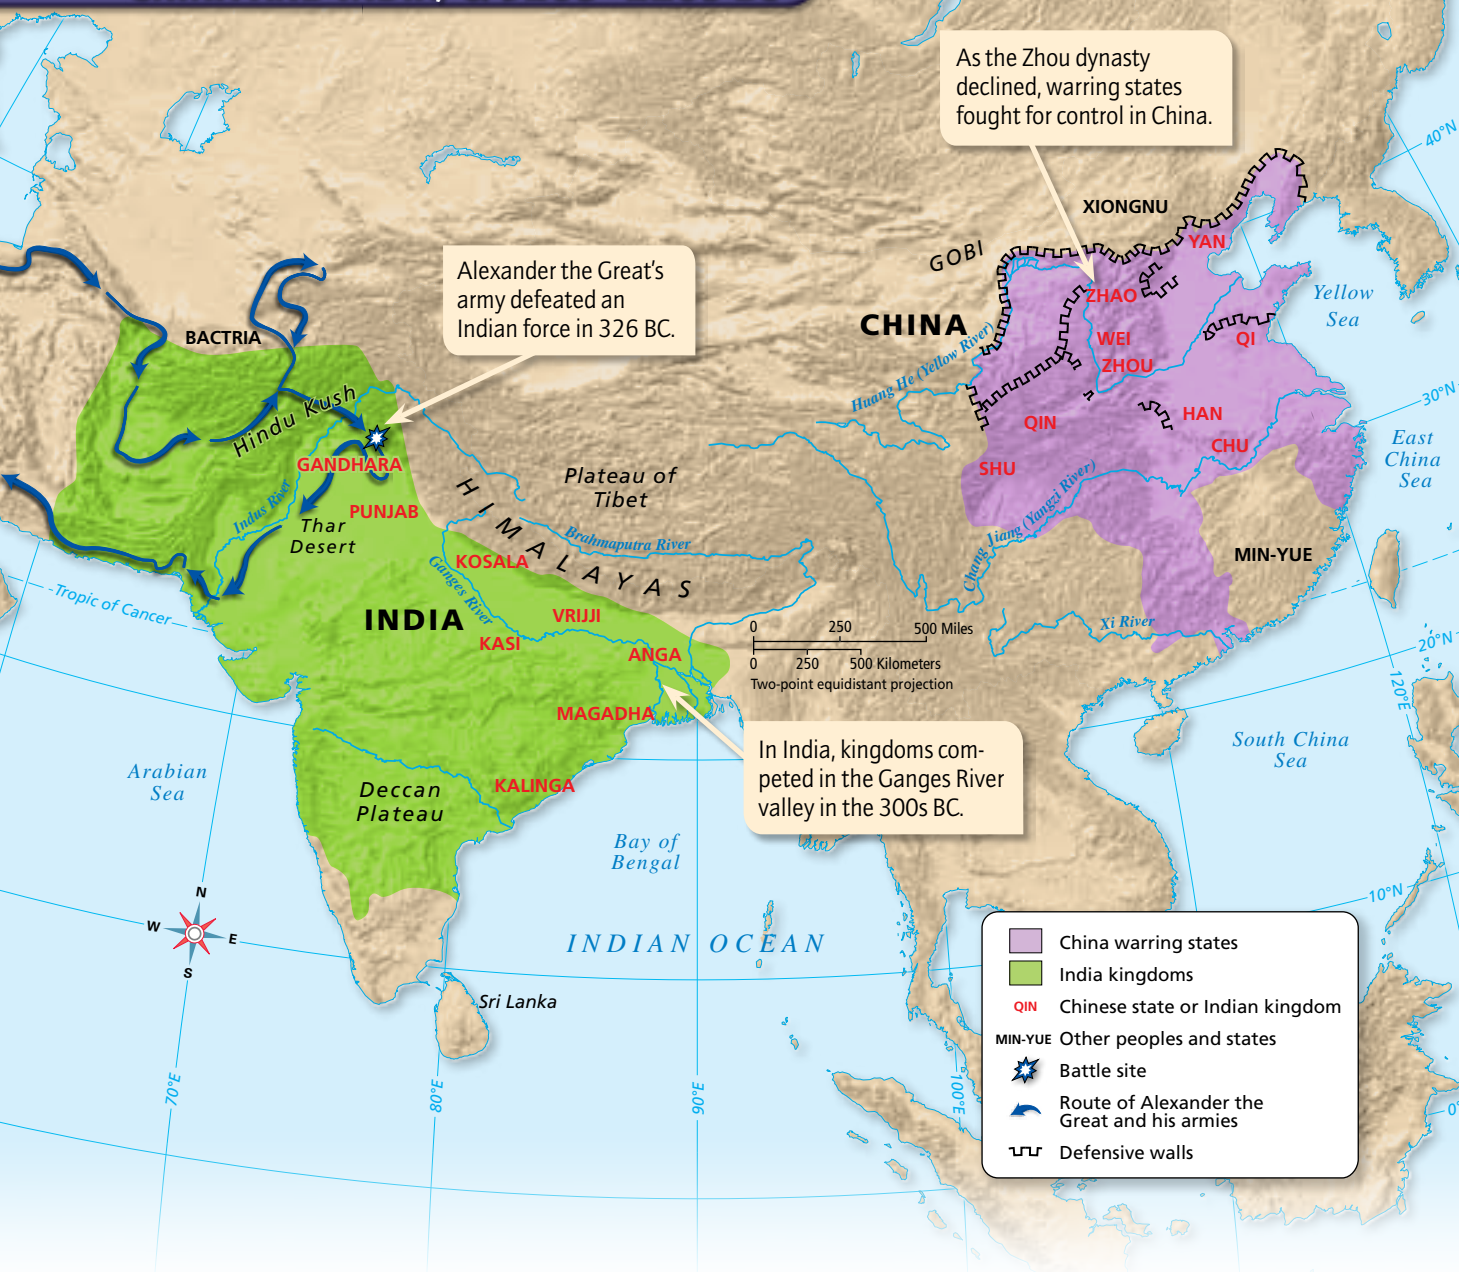 As the Zhou dynasty
declined, warring states
fought for control in China.
40°N
XIONGNU
YAN
GOBI
Alexander the Great's
army defeated an
Indian force in 326 BC.
ZHAO
Yellow
Sea
CHINA
BACTRIA
WEI
QI
ZHOU
Huang He (Yellow River)
30°N
Hindu Kush
HAN
QIN
CHU
East
China
Sea
GANDHARA
SHU
Plateau of
Tibet
Indus River
PUNJAB
Thar
Desert
HIMALAYAS
Brahmaputra River
Chang Jiang (Yangzi River)
MIN-YUE
KOSALA
Ganges River
Tropic of Cancer
INDIA
VRIJJI
KASI
ANGA
0 250 500 Miles
0 250 500 Kilometers
Two-point equidistant projection
Xi River
20°N
120°E
MAGADHA
In India, kingdoms com-
peted in the Ganges River
valley in the 300s BC.
South China
Sea
Arabian
Sea
Deccan
Plateau
KALINGA
Bay of
Bengal
10°N
N
W
E
S
INDIAN OCEAN
Sri Lanka
70°E
80°E
90°E
100°E
0°
China warring states
India kingdoms
QIN Chinese state or Indian kingdom
MIN-YUE Other peoples and states
Battle site
Route of Alexander the
Great and his armies
Defensive walls